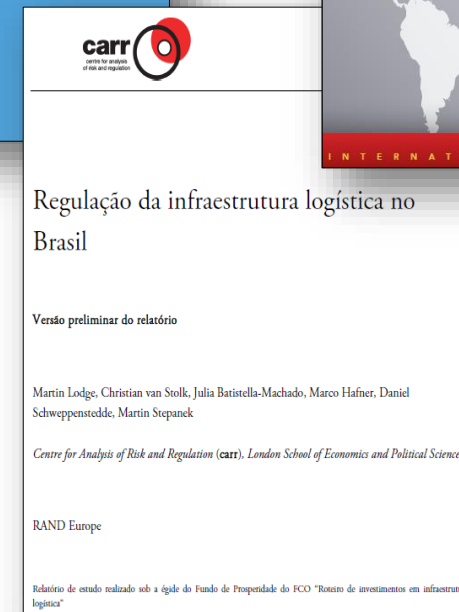 carr
centre for analysis
of risk and regulation
INTERNAT
Regulação da infraestrutura logística no
Brasil
Versão preliminar do relatório
Martin Lodge, Christian van Stolk, Julia Batistella-Machado, Marco Hafner, Daniel
Schweppenstedde, Martin Stepanek
Centre for Analysis of Risk and Regulation (carr), London School of Economics and Political Science
RAND Europe
Relatório de estudo realizado sob a égide do Fundo de Prosperidade do FCO "Roteiro de investimentos em infraestrut
logística"